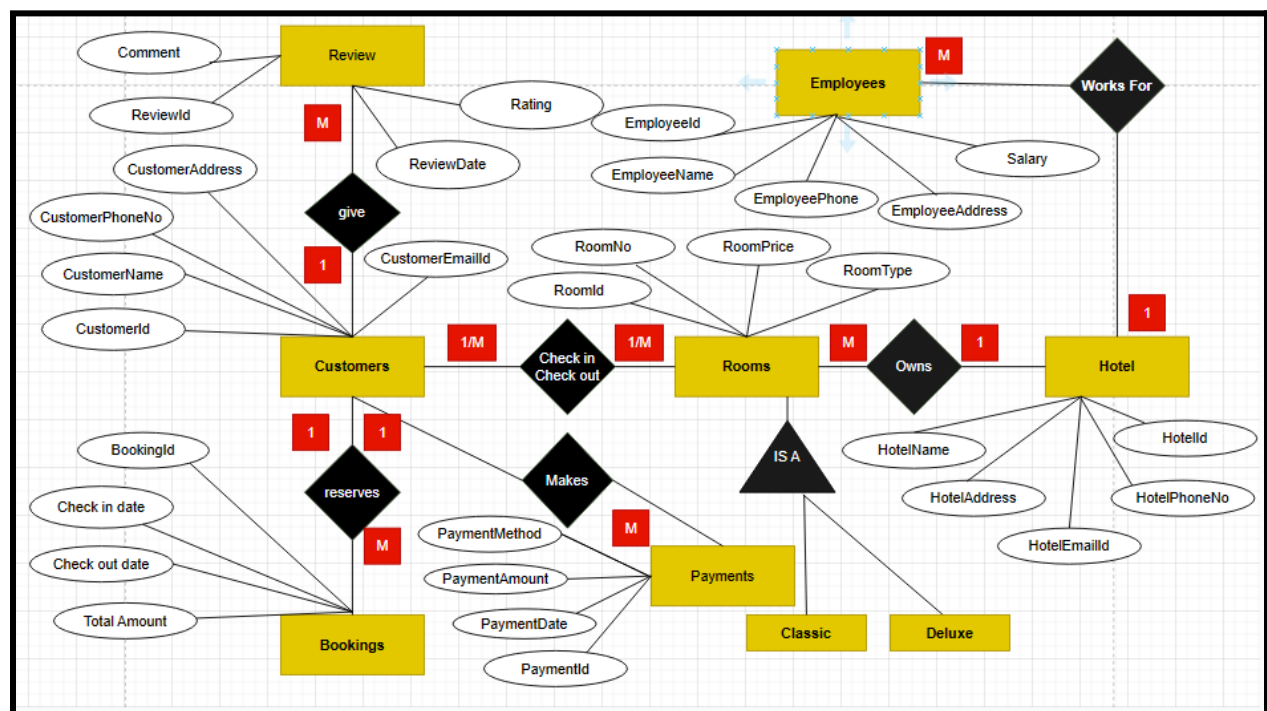 Comment
Review
ReviewId
M
Rating
ReviewDate
CustomerAddress
CustomerPhoneNo
give
CustomerName
1
CustomerEmailId
CustomerId
Employees
M
Works For
EmployeeId
Salary
EmployeeName
EmployeePhone
EmployeeAddress
RoomNo
RoomPrice
RoomId
RoomType
1
Customers
1/M
Check in
Check out
1/M
Rooms
M
Owns
1
Hotel
1
1
BookingId
reserves
Makes
IS A
HotelName
HotelId
HotelAddress
HotelPhoneNo
HotelEmailId
Check in date
M
PaymentMethod
M
Check out date
PaymentAmount
Payments
Total Amount
PaymentDate
Bookings
PaymentId
Classic
Deluxe